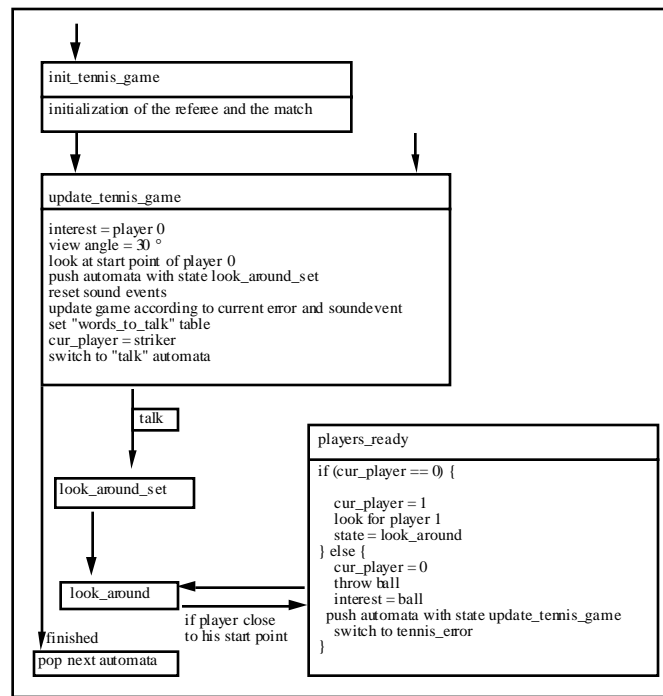 init_tennis_game
initialization of the referee and the match
update_tennis_game
interest = player 0
view angle = 30 °
look at start point of player 0
push automata with state look_around_set
reset sound events
update game according to current error and soundevent
set "words_to_talk" table
cur_player = striker
switch to "talk" automata
talk
look_around_set
look_around
if player close
to his start point
finished
pop next automata
players_ready
if (cur_player == 0) {
cur_player = 1
look for player 1
state = look_around
} else {
cur_player = 0
throw ball
interest = ball
push automata with state update_tennis_game
switch to tennis_error
}